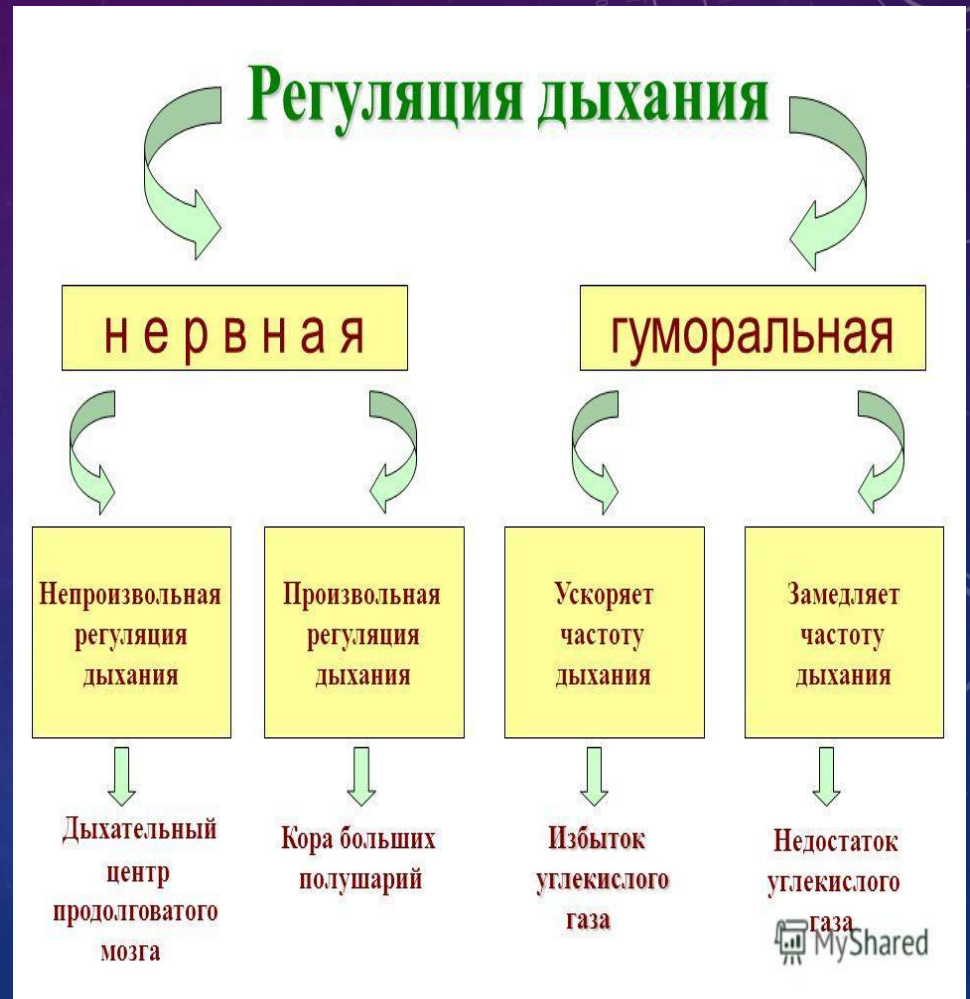 Регуляция дыхания
н е р в н а я
гуморальная
Непроизвольная
регуляция
дыхания
Произвольная
регуляция
дыхания
Ускоряет
частоту
дыхания
Замедляет
частоту
дыхания
Дыхательный
центр
продолговатого
мозга
Кора больших
полушарий
Избыток
углекислого
газа
Недостаток
углекислого
газа
MyShared